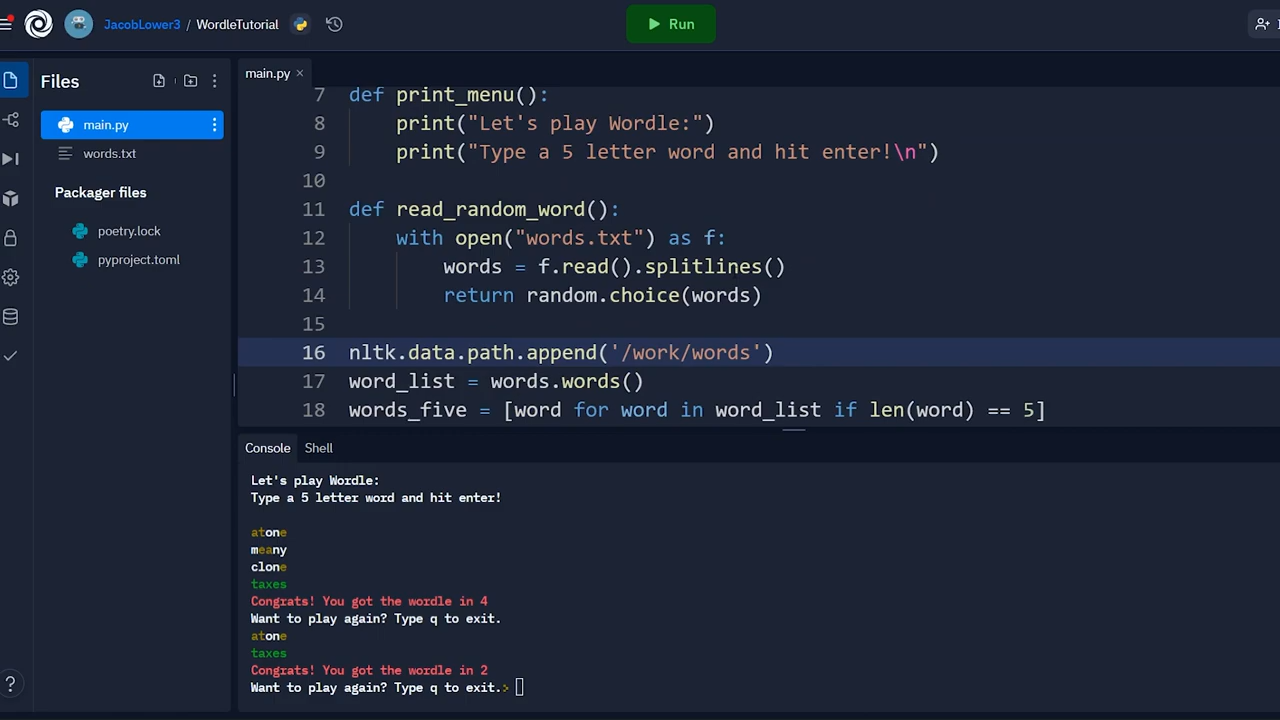 JacobLower3 / WordleTutorial
Run
Files
main.py
words.txt
Packager files
poetry.lock
pyproject.toml
main.py ×
7 def print_menu():
8 print("Let's play Wordle:")
9 print("Type a 5 letter word and hit enter!\n")
10
11 def read_random_word():
12 with open("words.txt") as f:
13 words = f.read().splitlines()
14 return random.choice(words)
15
16 nltk.data.path.append('/work/words')
17 word_list = words.words()
18 words_five = [word for word in word_list if len(word) == 5]
Console Shell
Let's play Wordle:
Type a 5 letter word and hit enter!
atone
meany
clone
taxes
Congrats! You got the wordle in 4
Want to play again? Type q to exit.
atone
taxes
Congrats! You got the wordle in 2
Want to play again? Type q to exit.>
?